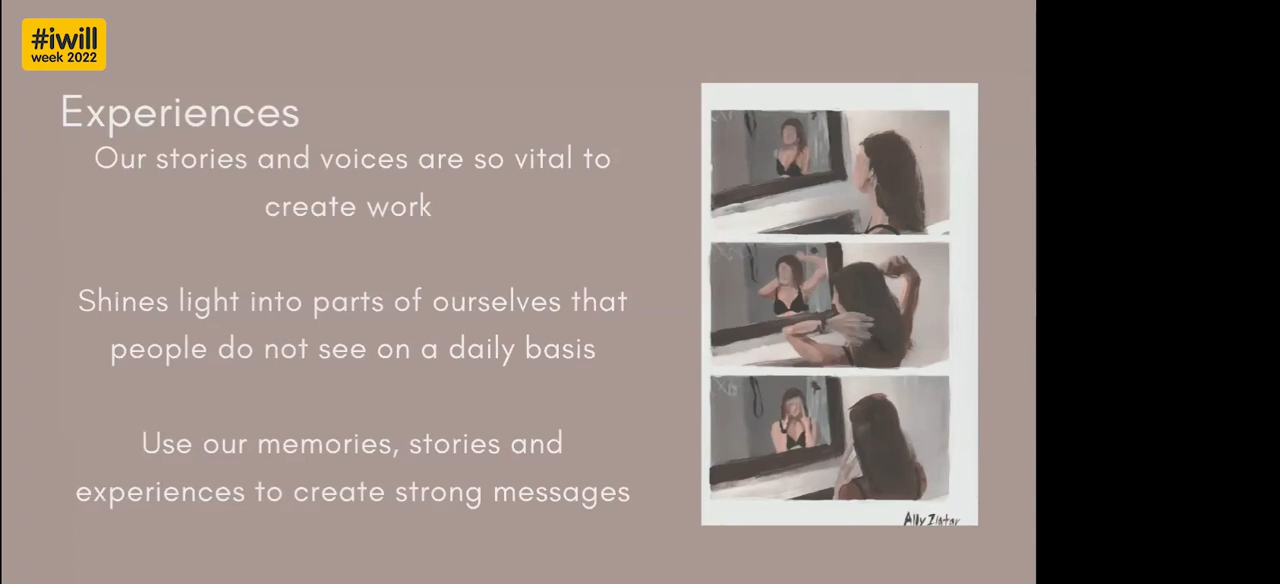 #iwill
week 2022
Experiences
Our stories and voices are so vital to
create work
Shines light into parts of ourselves that
people do not see on a daily basis
Use our memories, stories and
experiences to create strong messages
Ally Zlatar